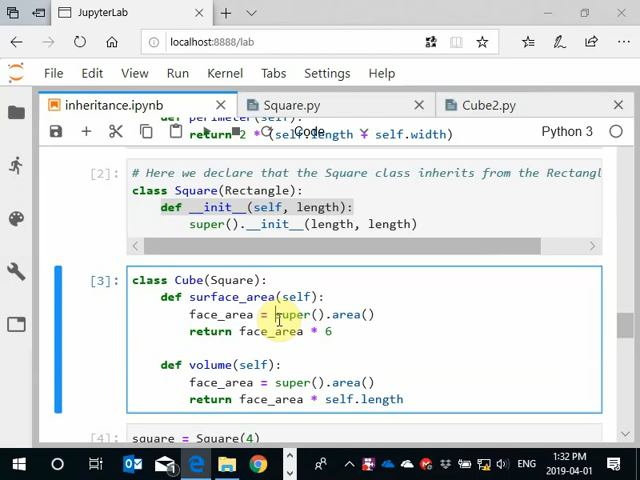 JupyterLab
localhost:8888/lab
File Edit View Run Kernel Tabs Settings Help
inheritance.ipynb Square.py Cube2.py
def perimeter(self):
Code Python 3
return 2 * (self.length + self.width)
[2]: # Here we declare that the Square class inherits from the Rectangl
class Square(Rectangle):
def __init__(self, length):
super().__init__(length, length)
[3]: class Cube(Square):
def surface_area(self):
face_area = super().area()
return face_area * 6
def volume(self):
face_area = super().area()
return face_area * self.length
[4]: square = Square(4)
ENG 1:32 PM
2019-04-01